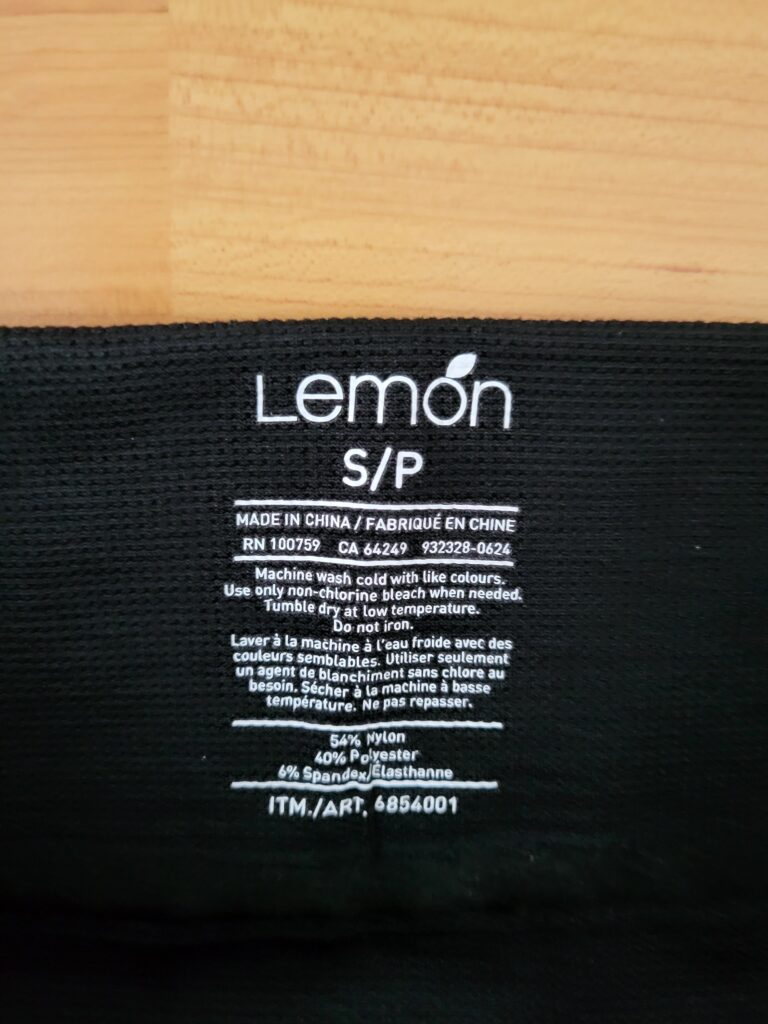 Lemon
S/P
MADE IN CHINA / FABRIQUÉ EN CHINE
RN 100759 CA 64249 932328-0624
Machine wash cold with like colours.
Use only non-chlorine bleach when needed.
Tumble dry at low temperature.
Do not iron.
Laver à la machine à l'eau froide avec des
couleurs semblables. Utiliser seulement
un agent de blanchiment sans chlore au
besoin. Sécher à la machine à basse
température. Ne pas repasser.
54% Nylon
40% Polyester
6% Spandex/Élasthanne
ITM./ART. 6854001